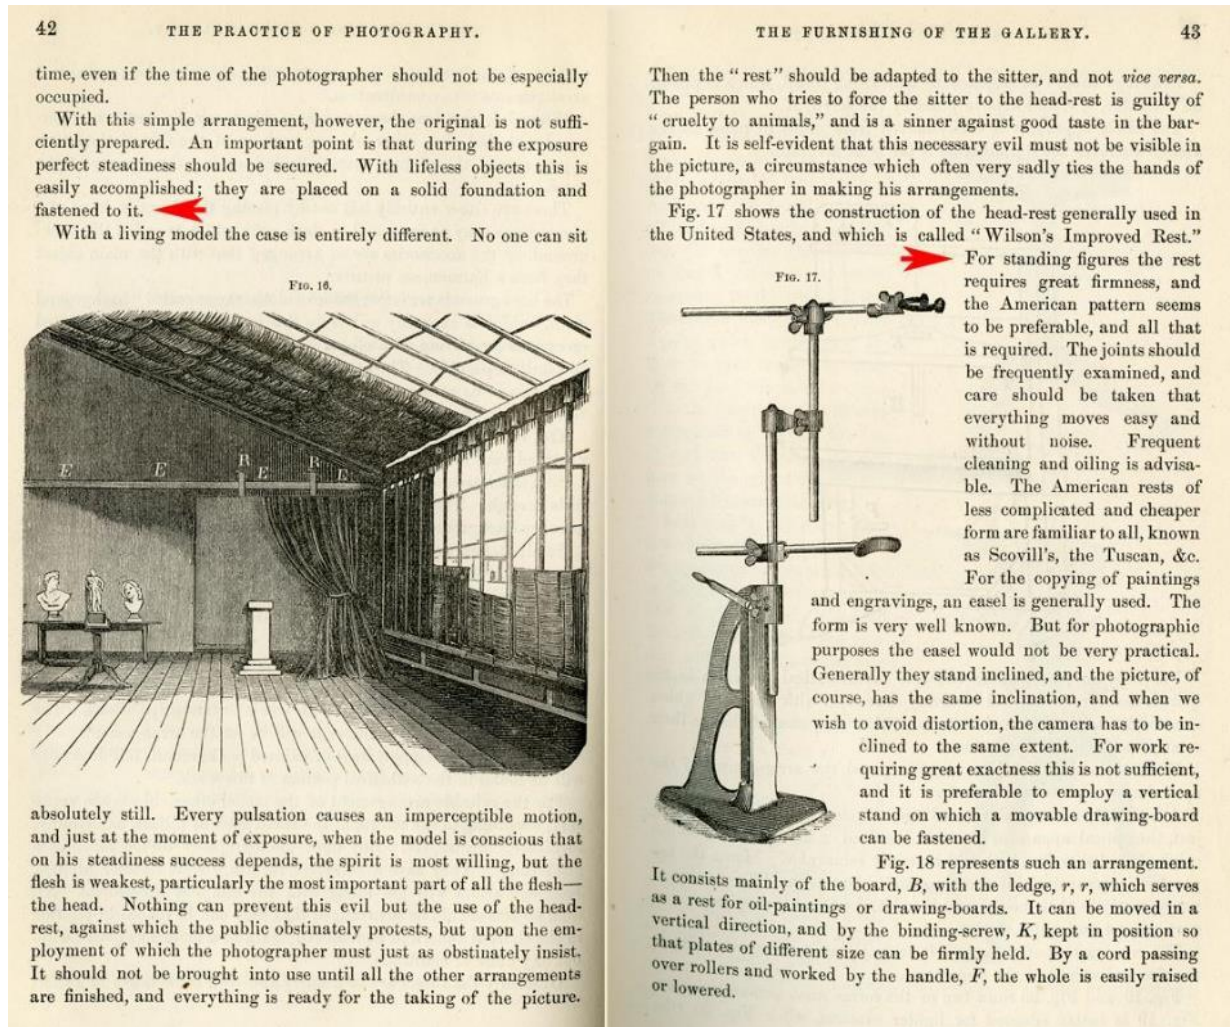 42
THE PRACTICE OF PHOTOGRAPHY.
time, even if the time of the photographer should not be especially
occupied.
With this simple arrangement, however, the original is not suffi-
ciently prepared. An important point is that during the exposure
perfect steadiness should be secured. With lifeless objects this is
easily accomplished; they are placed on a solid foundation and
fastened to it.
With a living model the case is entirely different. No one can sit
FIG. 16.
E E R E R E
absolutely still. Every pulsation causes an imperceptible motion,
and just at the moment of exposure, when the model is conscious that
on his steadiness success depends, the spirit is most willing, but the
flesh is weakest, particularly the most important part of all the flesh—
the head. Nothing can prevent this evil but the use of the head-
rest, against which the public obstinately protests, but upon the em-
ployment of which the photographer must just as obstinately insist.
It should not be brought into use until all the other arrangements
are finished, and everything is ready for the taking of the picture.
THE FURNISHING OF THE GALLERY.
43
Then the "rest" should be adapted to the sitter, and not vice versa.
The person who tries to force the sitter to the head-rest is guilty of
"cruelty to animals," and is a sinner against good taste in the bar-
gain. It is self-evident that this necessary evil must not be visible in
the picture, a circumstance which often very sadly ties the hands of
the photographer in making his arrangements.
Fig. 17 shows the construction of the head-rest generally used in
the United States, and which is called "Wilson's Improved Rest."
FIG. 17.
For standing figures the rest
requires great firmness, and
the American pattern seems
to be preferable, and all that
is required. The joints should
be frequently examined, and
care should be taken that
everything moves easy and
without noise. Frequent
cleaning and oiling is advisa-
ble. The American rests of
less complicated and cheaper
form are familiar to all, known
as Scovill's, the Tuscan, &c.
For the copying of paintings
and engravings, an easel is generally used. The
form is very well known. But for photographic
purposes the easel would not be very practical.
Generally they stand inclined, and the picture, of
course, has the same inclination, and when we
wish to avoid distortion, the camera has to be in-
clined to the same extent. For work re-
quiring great exactness this is not sufficient,
and it is preferable to employ a vertical
stand on which a movable drawing-board
can be fastened.
Fig. 18 represents such an arrangement.
It consists mainly of the board, B, with the ledge, r, r, which serves
as a rest for oil-paintings or drawing-boards. It can be moved in a
vertical direction, and by the binding-screw, K, kept in position so
that plates of different size can be firmly held. By a cord passing
over rollers and worked by the handle, F, the whole is easily raised
or lowered.